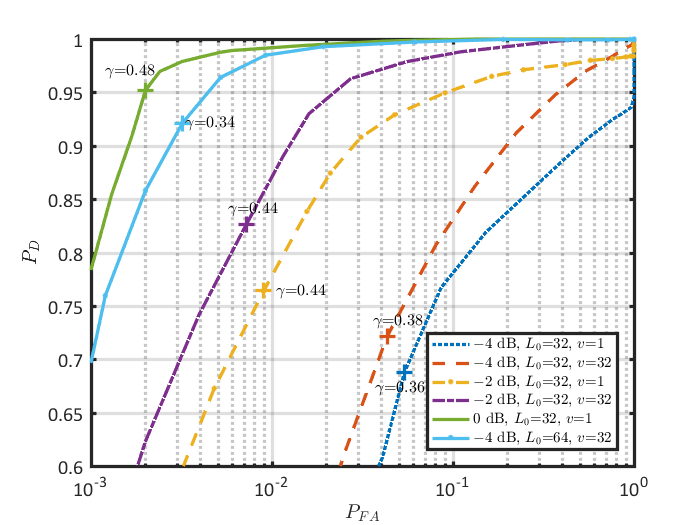 1
0.95
0.9
0.85
0.8
0.75
0.7
0.65
0.6
P_D
10^-3
10^-2
10^-1
10^0
P_FA
γ=0.48
γ=0.34
γ=0.44
γ=0.44
γ=0.38
γ=0.36
−4 dB, L_0=32, v=1
−4 dB, L_0=32, v=32
−2 dB, L_0=32, v=1
−2 dB, L_0=32, v=32
0 dB, L_0=32, v=1
−4 dB, L_0=64, v=32